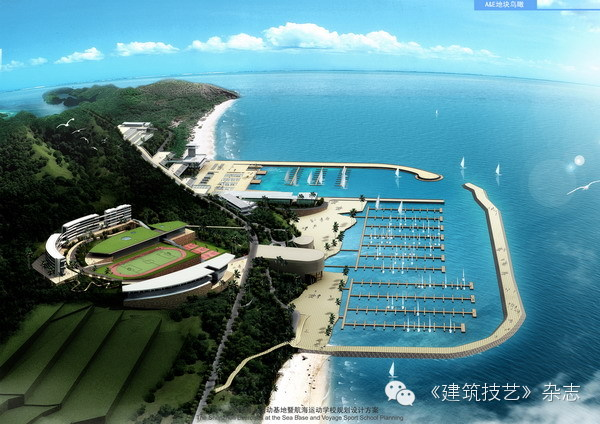 A&E地块鸟瞰
《建筑技艺》杂志
动基地暨航海运动学校规划设计方案
at the Sea Base and Voyage Sport School Planning